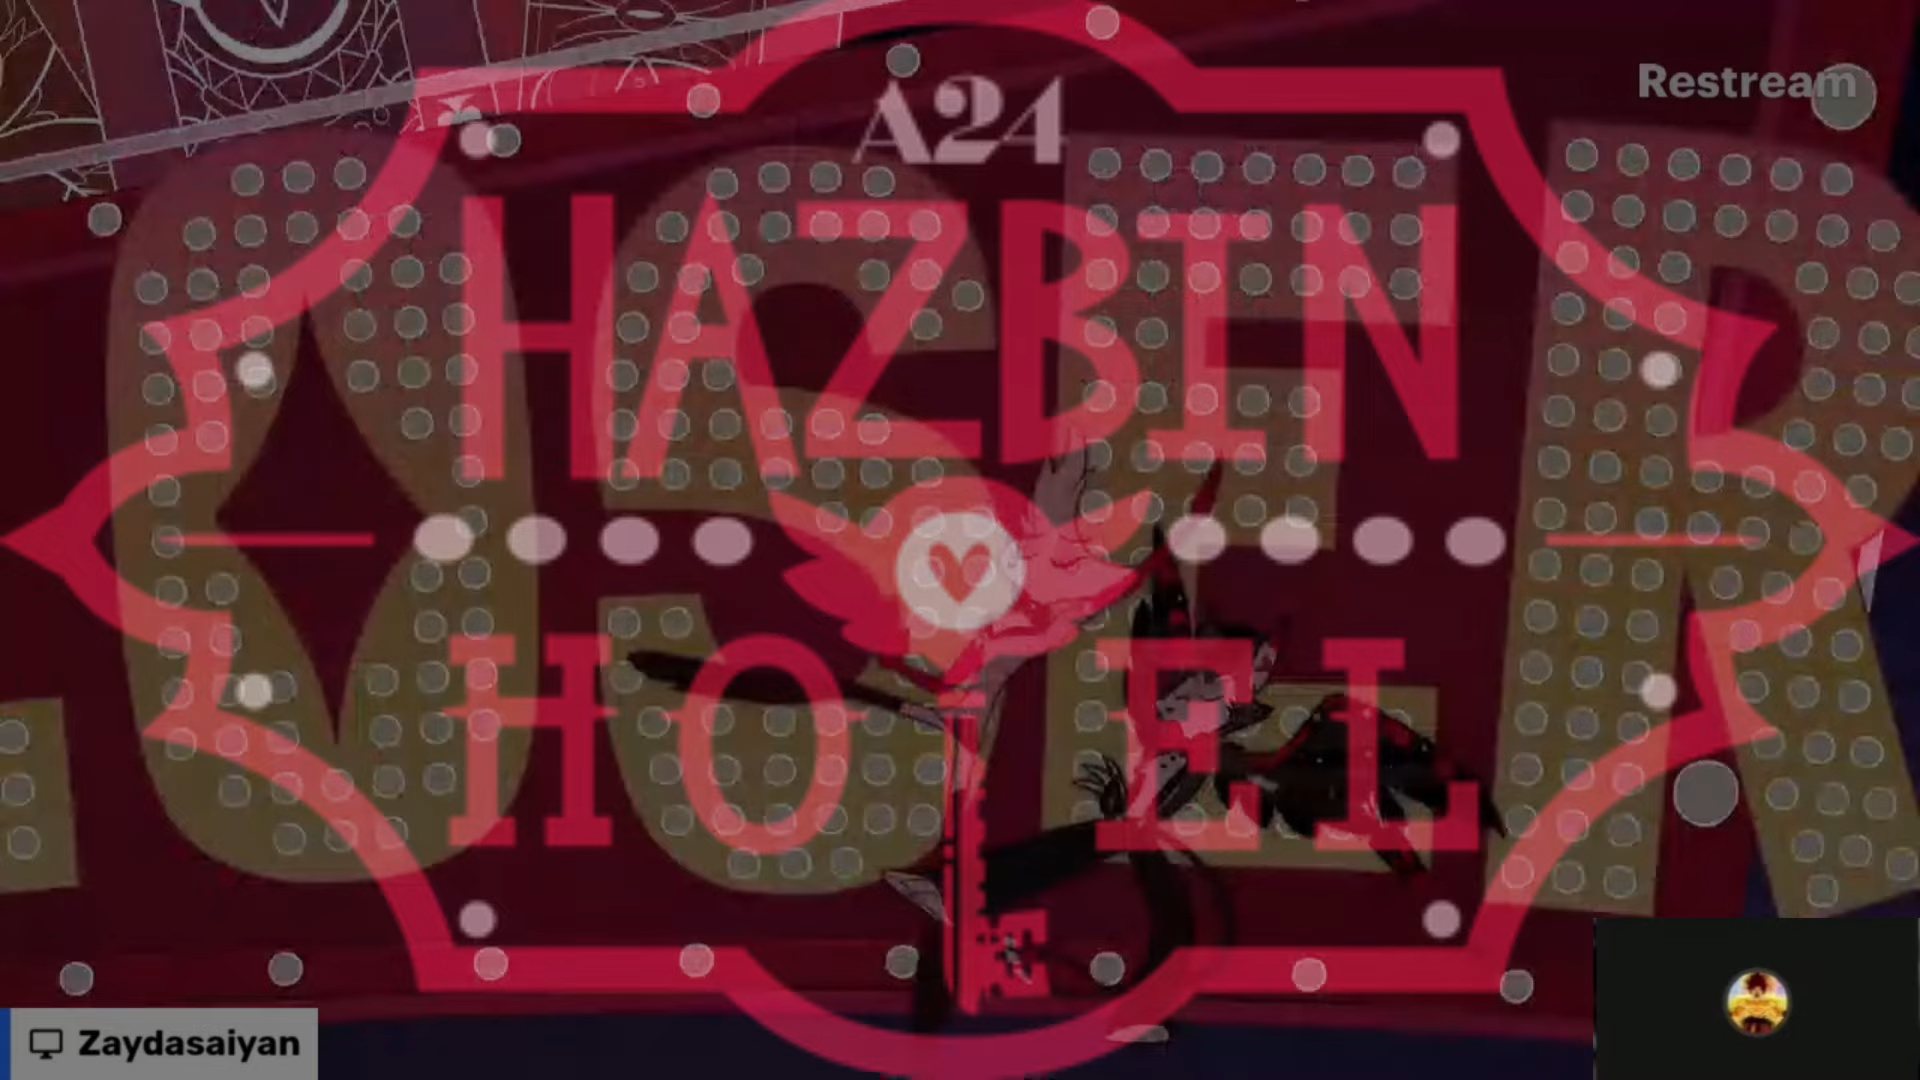 A24
Restream
HAZBIN
HOTEL
Zaydasaiyan